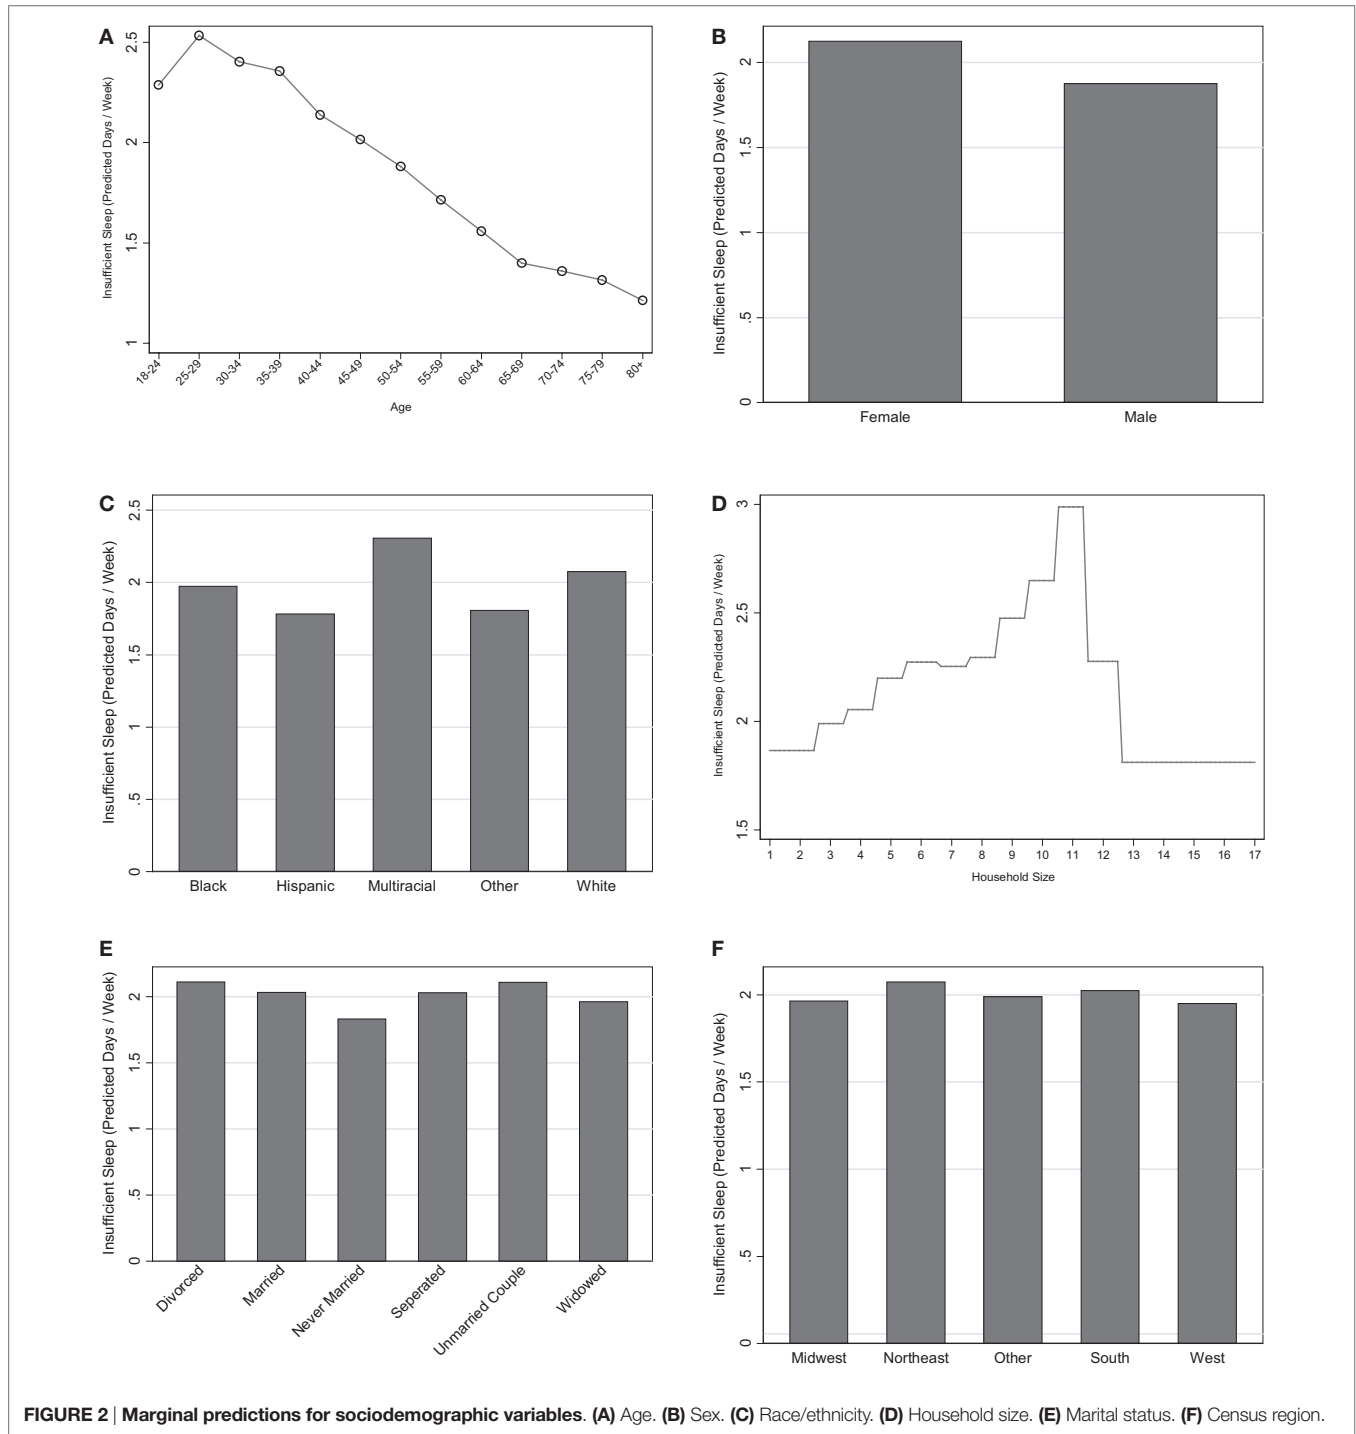 A
Insufficient Sleep (Predicted Days / Week)
2.5
2
1.5
1
18-24
25-29
30-34
35-39
40-44
45-49
50-54
55-59
60-64
65-69
70-74
75-79
80+
Age
B
Insufficient Sleep (Predicted Days / Week)
2
1.5
1
.5
0
Female
Male
C
Insufficient Sleep (Predicted Days / Week)
2.5
2
1.5
1
.5
0
Black
Hispanic
Multiracial
Other
White
D
Insufficient Sleep (Predicted Days / Week)
3
2.5
2
1.5
1 2 3 4 5 6 7 8 9 10 11 12 13 14 15 16 17
Household Size
E
Insufficient Sleep (Predicted Days / Week)
2
1.5
1
.5
0
Divorced
Married
Never Married
Seperated
Unmarried Couple
Widowed
F
Insufficient Sleep (Predicted Days / Week)
2
1.5
1
.5
0
Midwest
Northeast
Other
South
West
FIGURE 2 | Marginal predictions for sociodemographic variables. (A) Age. (B) Sex. (C) Race/ethnicity. (D) Household size. (E) Marital status. (F) Census region.